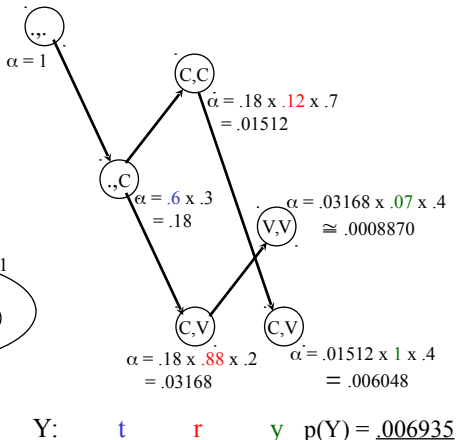 .,.
α = 1
C,C
α = .18 x .12 x .7
= .01512
.,C
α = .6 x .3
= .18
α = .03168 x .07 x .4
≅ .0008870
V,V
1
C,V
C,V
α = .18 x .88 x .2
= .03168
α = .01512 x 1 x .4
= .006048
Y: t r y p(Y) = .006935